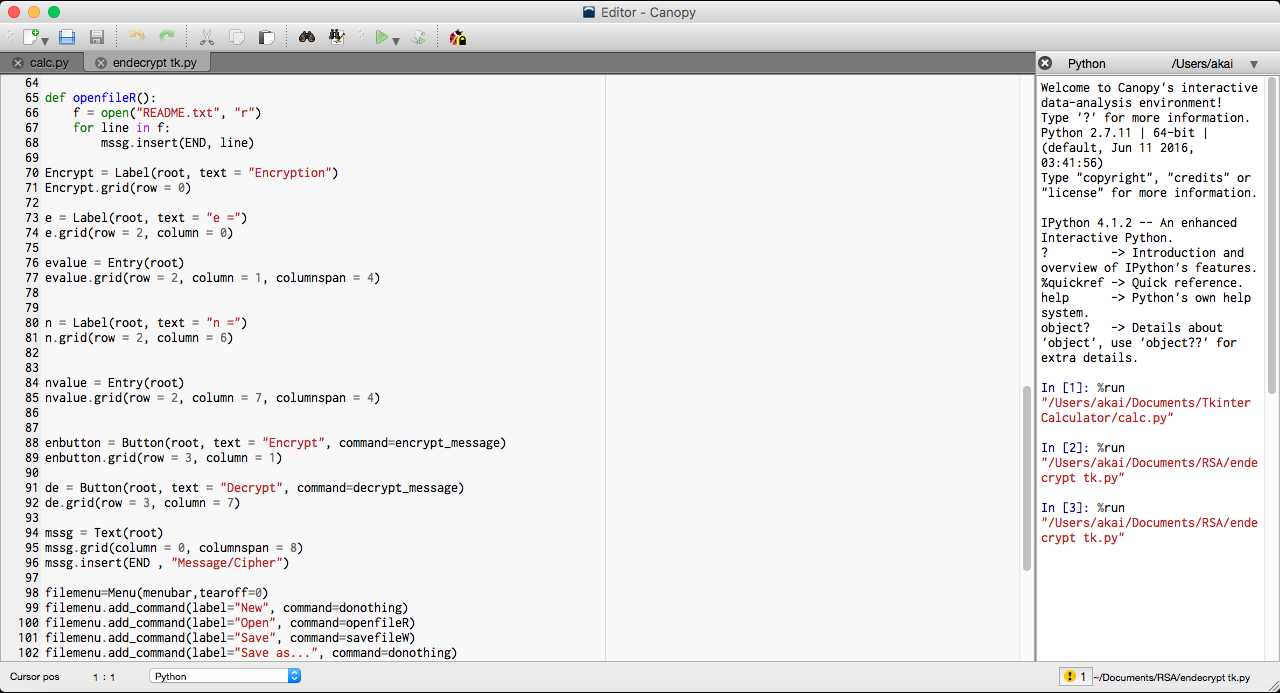 Editor - Canopy
calc.py
endecrypt tk.py
64
65 def openfileR():
66     f = open("README.txt", "r")
67     for line in f:
68         mssg.insert(END, line)
69
70 Encrypt = Label(root, text = "Encryption")
71 Encrypt.grid(row = 0)
72
73 e = Label(root, text = "e =")
74 e.grid(row = 2, column = 0)
75
76 evalue = Entry(root)
77 evalue.grid(row = 2, column = 1, columnspan = 4)
78
79
80 n = Label(root, text = "n =")
81 n.grid(row = 2, column = 6)
82
83
84 nvalue = Entry(root)
85 nvalue.grid(row = 2, column = 7, columnspan = 4)
86
87
88 enbutton = Button(root, text = "Encrypt", command=encrypt_message)
89 enbutton.grid(row = 3, column = 1)
90
91 de = Button(root, text = "Decrypt", command=decrypt_message)
92 de.grid(row = 3, column = 7)
93
94 mssg = Text(root)
95 mssg.grid(column = 0, columnspan = 8)
96 mssg.insert(END , "Message/Cipher")
97
98 filemenu=Menu(menubar,tearoff=0)
99 filemenu.add_command(label="New", command=donothing)
100 filemenu.add_command(label="Open", command=openfileR)
101 filemenu.add_command(label="Save", command=savefileW)
102 filemenu.add_command(label="Save as...", command=donothing)
Python /Users/akai
Welcome to Canopy's interactive
data-analysis environment!
Type '?' for more information.
Python 2.7.11 | 64-bit |
(default, Jun 11 2016,
03:41:56)
Type "copyright", "credits" or
"license" for more information.

IPython 4.1.2 -- An enhanced
Interactive Python.
?         -> Introduction and
overview of IPython's features.
%quickref -> Quick reference.
help      -> Python's own help
system.
object?   -> Details about
'object', use 'object??' for
extra details.

In [1]: %run
"/Users/akai/Documents/Tkinter
Calculator/calc.py"

In [2]: %run
"/Users/akai/Documents/RSA/ende
crypt tk.py"

In [3]: %run
"/Users/akai/Documents/RSA/ende
crypt tk.py"
Cursor pos 1 : 1 Python 1 ~/Documents/RSA/endecrypt tk.py